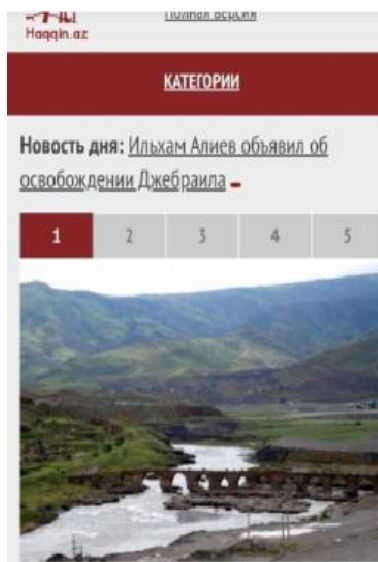 Haqqin.az
Полная версия
КАТЕГОРИИ
Новость дня: Ильхам Алиев объявил об
освобождении Джебраила
1 2 3 4 5